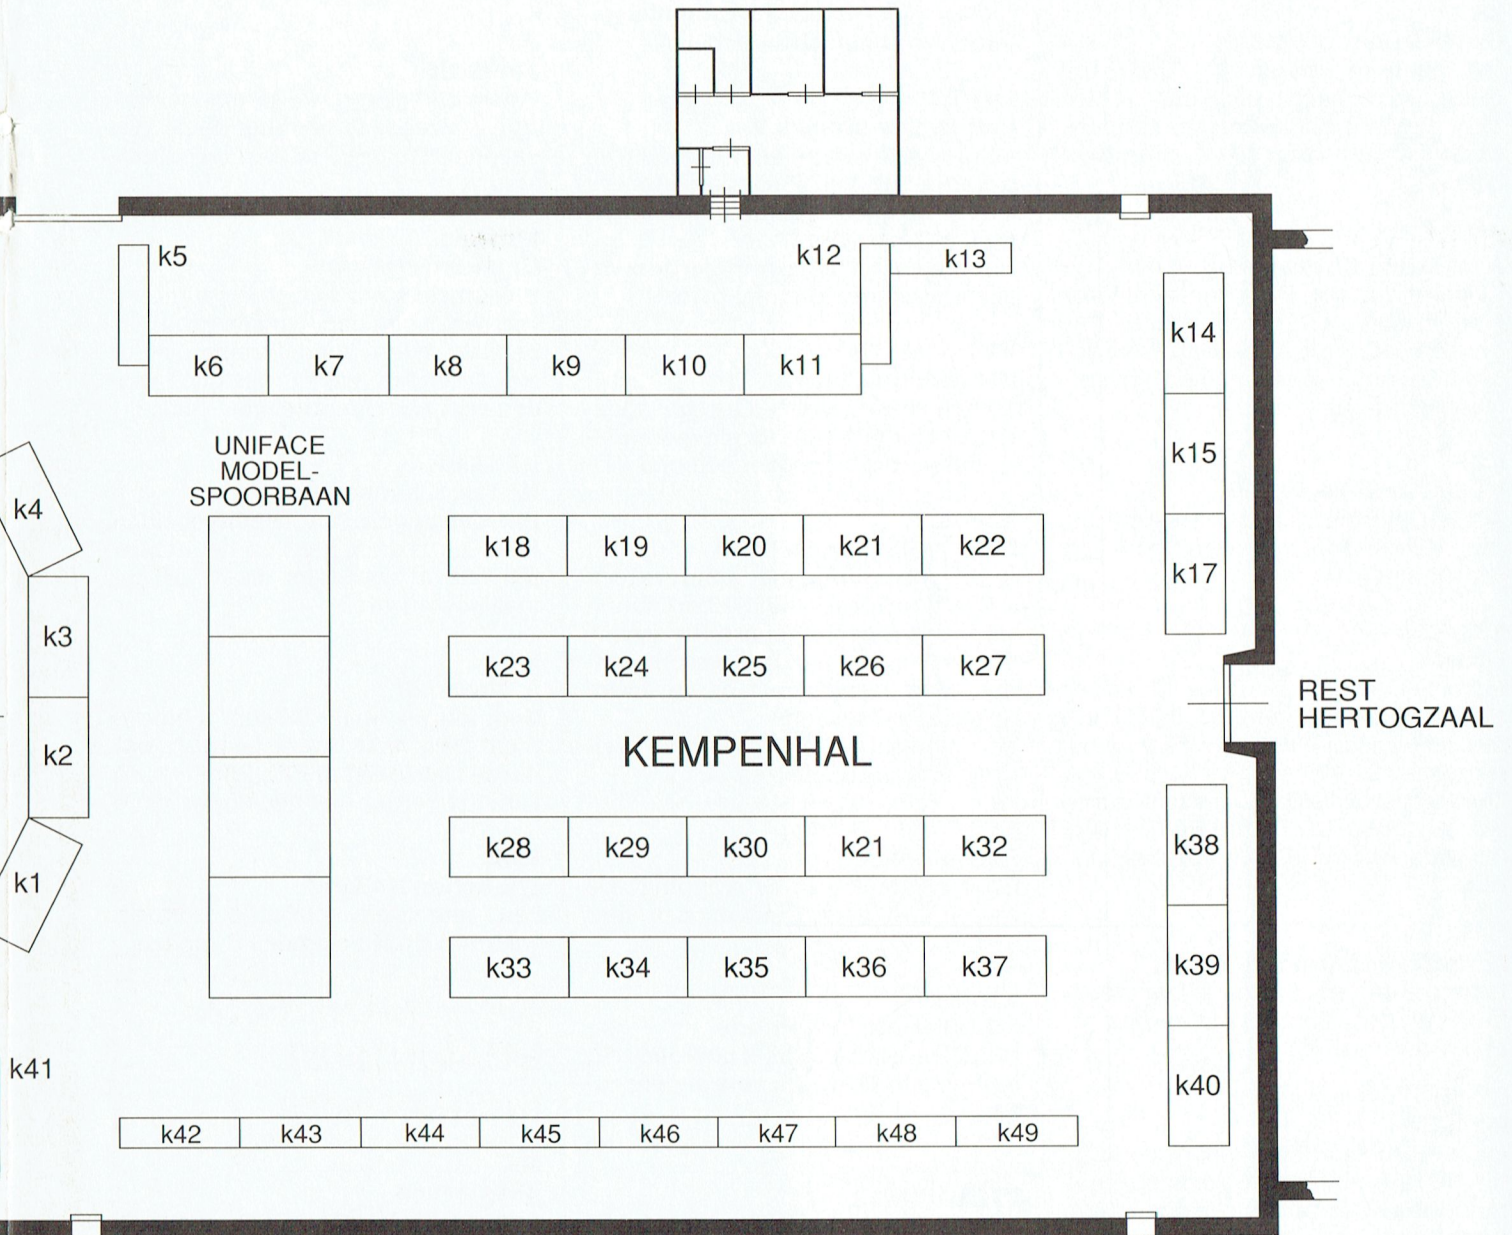 k5
k12
k13
k6 k7 k8 k9 k10 k11
k14
k15
k17
UNIFACE
MODEL-
SPOORBAAN
k4
k3
k2
k1
k18 k19 k20 k21 k22
k23 k24 k25 k26 k27
KEMPENHAL
REST
HERTOGZAAL
k28 k29 k30 k21 k32
k33 k34 k35 k36 k37
k38
k39
k40
k41
k42 k43 k44 k45 k46 k47 k48 k49